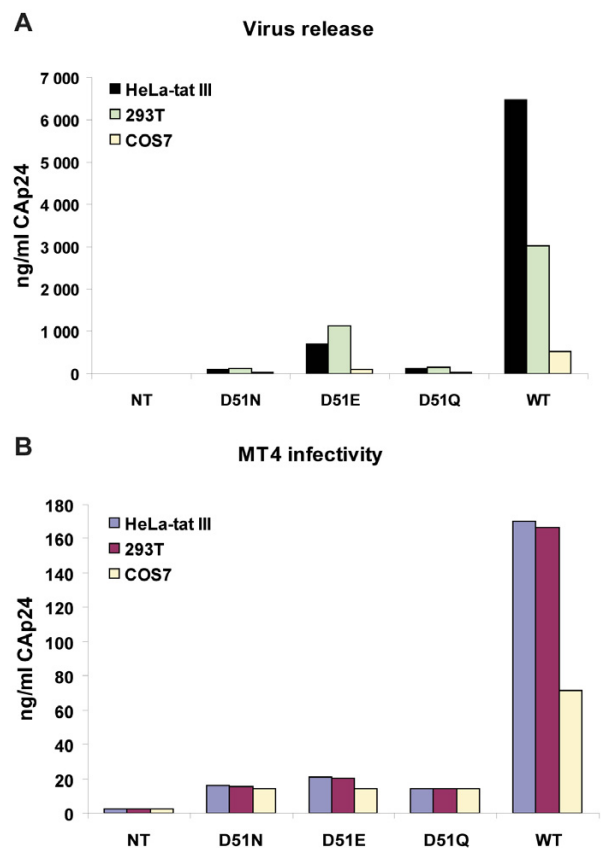 A
Virus release
HeLa-tat III
293T
COS7
ng/ml CAp24
7 000
6 000
5 000
4 000
3 000
2 000
1 000
0
NT D51N D51E D51Q WT
B
MT4 infectivity
HeLa-tat III
293T
COS7
ng/ml CAp24
180
160
140
120
100
80
60
40
20
0
NT D51N D51E D51Q WT